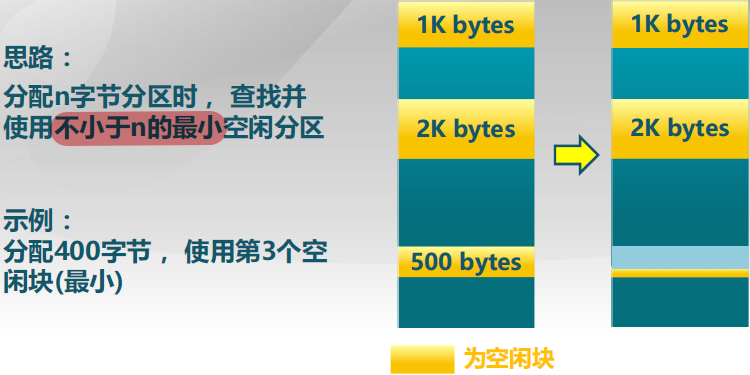 思路：
分配n字节分区时，查找并
使用不小于n的最小空闲分区
示例：
分配400字节，使用第3个空
闲块(最小)
1K bytes
2K bytes
500 bytes
1K bytes
2K bytes
为空闲块